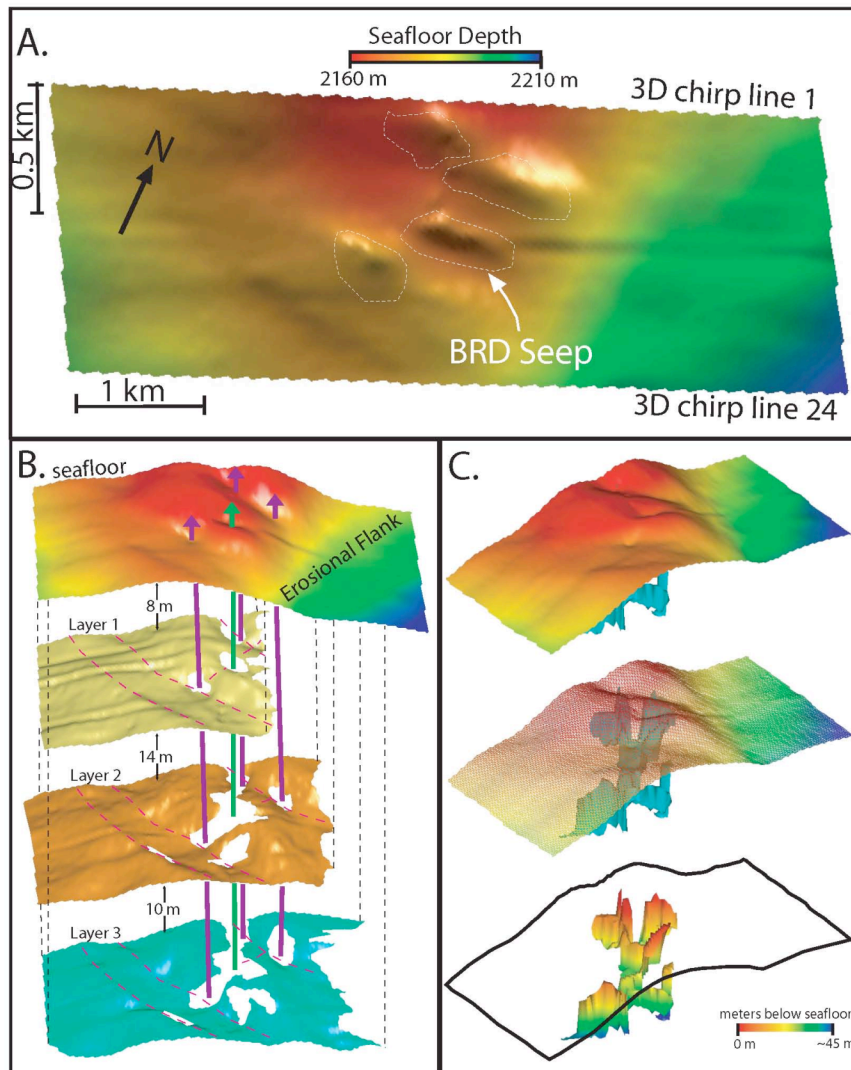 A.
Seafloor Depth
2160 m
2210 m
3D chirp line 1
0.5 km
N
BRD Seep
1 km
3D chirp line 24
B.
seafloor
Erosional Flank
8 m
Layer 1
14 m
Layer 2
10 m
Layer 3
C.
meters below seafloor
0 m
~45 m